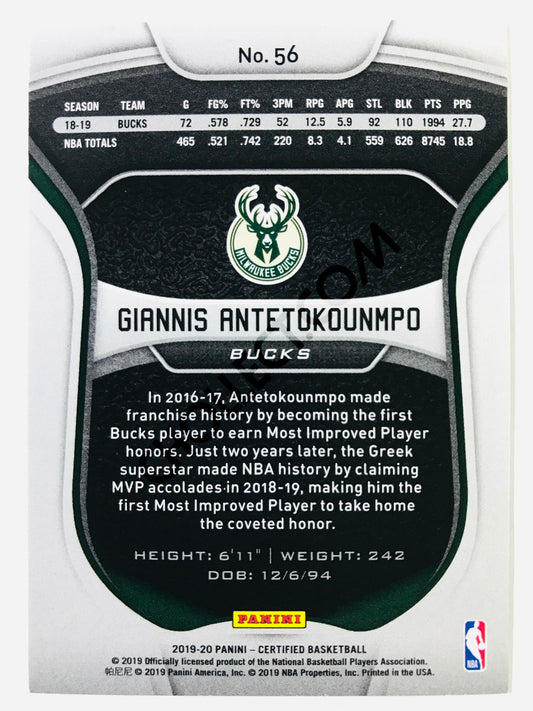 No. 56
SEASON TEAM G FG% FT% 3PM RPG APG STL BLK PTS PPG
18-19 BUCKS 72 .578 .729 52 12.5 5.9 92 110 1994 27.7
NBA TOTALS 465 .521 .742 220 8.3 4.1 559 626 8745 18.8
MILWAUKEE BUCKS
GIANNIS ANTETOKOUNMPO
BUCKS
In 2016-17, Antetokounmpo made
franchise history by becoming the first
Bucks player to earn Most Improved Player
honors. Just two years later, the Greek
superstar made NBA history by claiming
MVP accolades in 2018-19, making him the
first Most Improved Player to take home
the coveted honor.
HEIGHT: 6'11" | WEIGHT: 242
DOB: 12/6/94
PANINI
2019-20 PANINI – CERTIFIED BASKETBALL
© 2019 Officially licensed product of the National Basketball Players Association.
帕尼尼 © 2019 Panini America, Inc. © 2019 NBA Properties, Inc. Printed in the USA.
NBA